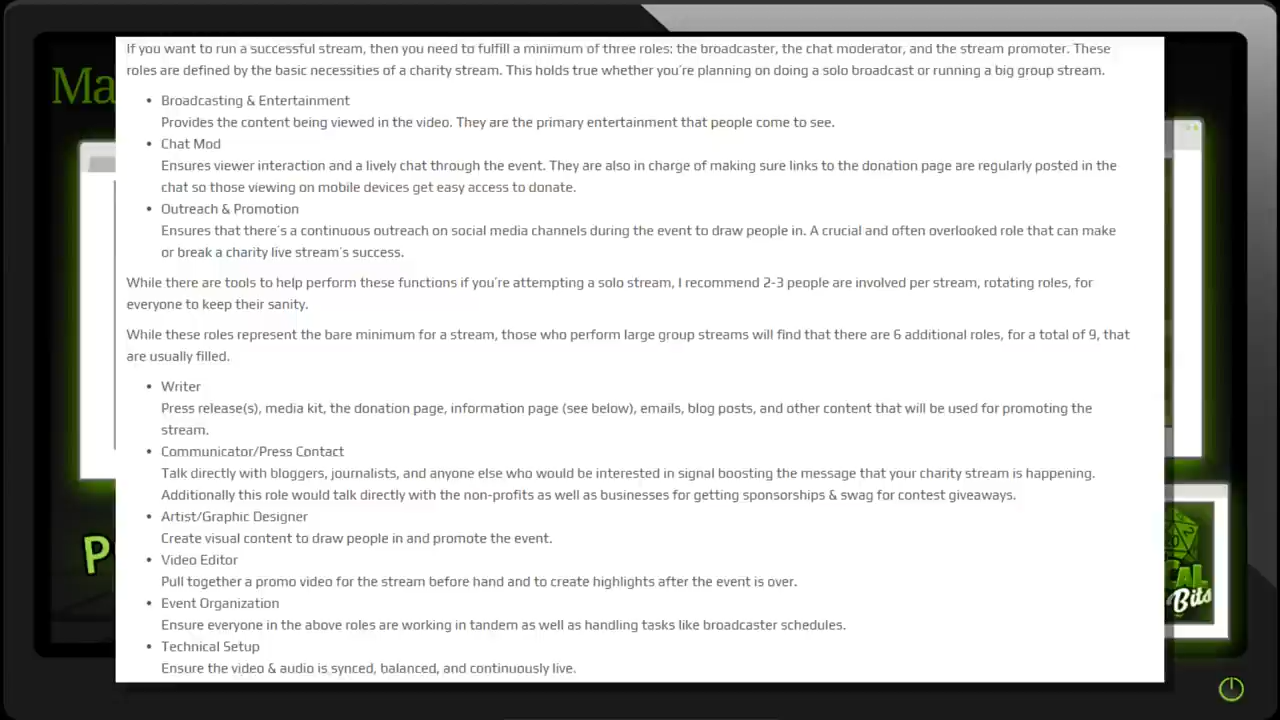 If you want to run a successful stream, then you need to fulfill a minimum of three roles: the broadcaster, the chat moderator, and the stream promoter. These
roles are defined by the basic necessities of a charity stream. This holds true whether you're planning on doing a solo broadcast or running a big group stream.
• Broadcasting & Entertainment
Provides the content being viewed in the video. They are the primary entertainment that people come to see.
• Chat Mod
Ensures viewer interaction and a lively chat through the event. They are also in charge of making sure links to the donation page are regularly posted in the
chat so those viewing on mobile devices get easy access to donate.
• Outreach & Promotion
Ensures that there's a continuous outreach on social media channels during the event to draw people in. A crucial and often overlooked role that can make
or break a charity live stream's success.
While there are tools to help perform these functions if you're attempting a solo stream, I recommend 2-3 people are involved per stream, rotating roles, for
everyone to keep their sanity.
While these roles represent the bare minimum for a stream, those who perform large group streams will find that there are 6 additional roles, for a total of 9, that
are usually filled.
• Writer
Press release(s), media kit, the donation page, information page (see below), emails, blog posts, and other content that will be used for promoting the
stream.
• Communicator/Press Contact
Talk directly with bloggers, journalists, and anyone else who would be interested in signal boosting the message that your charity stream is happening.
Additionally this role would talk directly with the non-profits as well as businesses for getting sponsorships & swag for contest giveaways.
• Artist/Graphic Designer
Create visual content to draw people in and promote the event.
• Video Editor
Pull together a promo video for the stream before hand and to create highlights after the event is over.
• Event Organization
Ensure everyone in the above roles are working in tandem as well as handling tasks like broadcaster schedules.
• Technical Setup
Ensure the video & audio is synced, balanced, and continuously live.
Ma
P
Bits